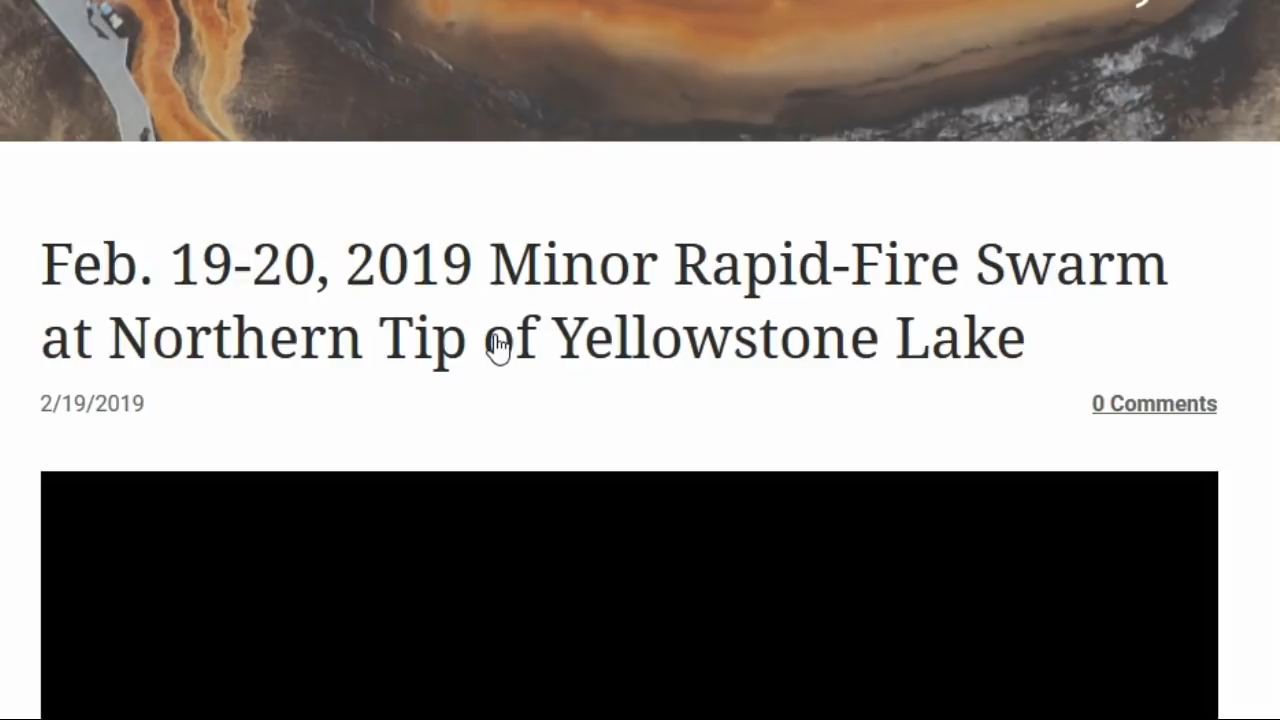 Feb. 19-20, 2019 Minor Rapid-Fire Swarm
at Northern Tip of Yellowstone Lake
2/19/2019
0 Comments